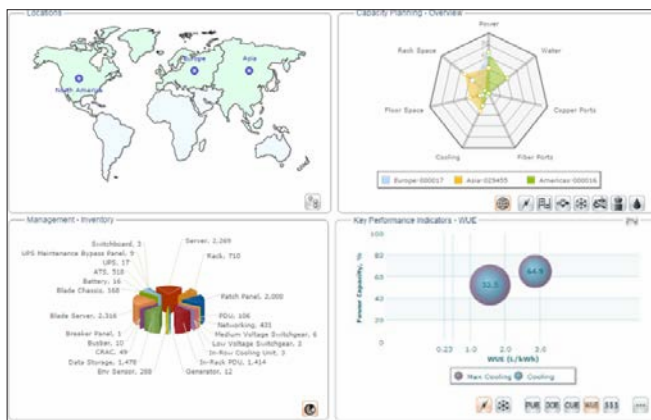 Locations
Europe
Asia
North America
Capacity Planning - Overview
Power
Rack Space
Water
Floor Space
Copper Ports
Cooling
Fiber Ports
Europe-000017
Asia-029455
Americas-000016
Management - Inventory
Switchboard, 3
Server, 2,269
UPS Maintenance Bypass Panel, 9
Rack, 710
UPS, 17
ATS, 510
Battery, 16
Blade Chassis, 168
Patch Panel, 2,000
Blade Server, 2,316
PDU, 106
Networking, 431
Medium Voltage Switchgear, 6
Breaker Panel, 1
Low Voltage Switchgear, 3
Busbar, 10
In-Row Cooling Unit, 3
CRAC, 49
In-Rack PDU, 1,414
Data Storage, 1,478
Env Sensor, 288
Generator, 12
Key Performance Indicators - WUE
100
80
60
40
20
0
Power Capacity, %
64.9
0.23
1.0
2.0
3.0
WUE (L/kWh)
Main Cooling
Cooling
PUE
DCIE
CUE
WUE
$$$